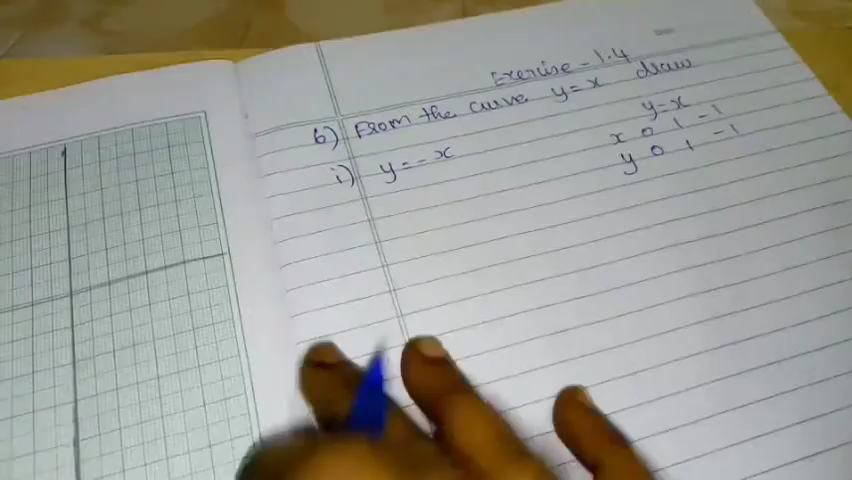 Exercise - 1.4
6) From the curve y = x draw
i) y = -x
y = x
x 0 1 -1
y 0 1 -1